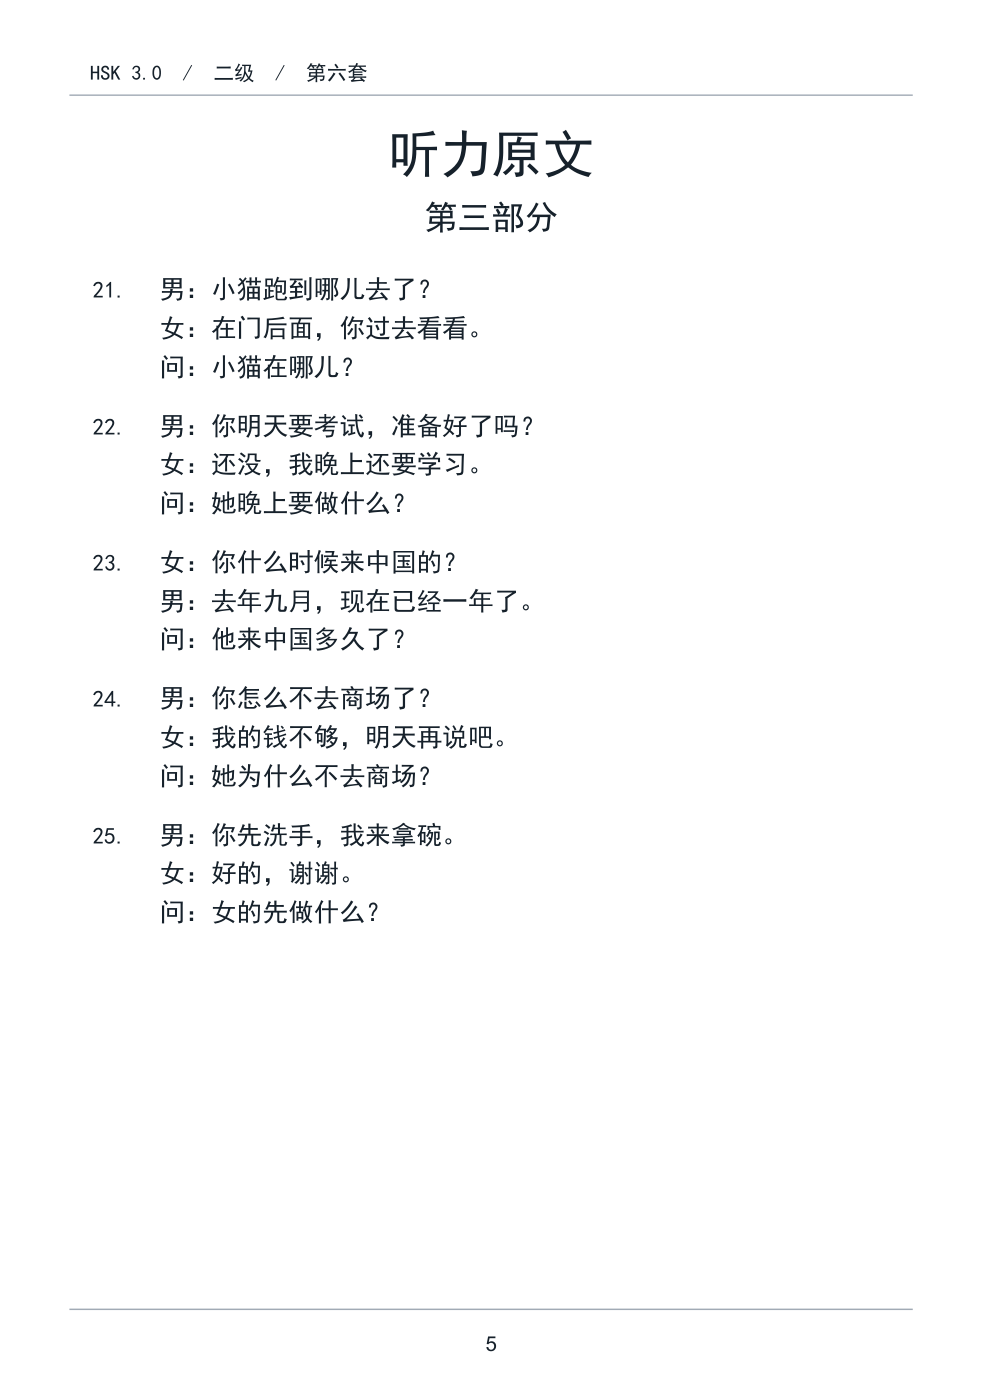 HSK 3.0 / 二级 / 第六套
听力原文
第三部分
21. 男：小猫跑到哪儿去了？
女：在门后面，你过去看看。
问：小猫在哪儿？
22. 男：你明天要考试，准备好了吗？
女：还没，我晚上还要学习。
问：她晚上要做什么？
23. 女：你什么时候来中国的？
男：去年九月，现在已经一年了。
问：他来中国多久了？
24. 男：你怎么不去商场了？
女：我的钱不够，明天再说吧。
问：她为什么不去商场？
25. 男：你先洗手，我来拿碗。
女：好的，谢谢。
问：女的先做什么？
5